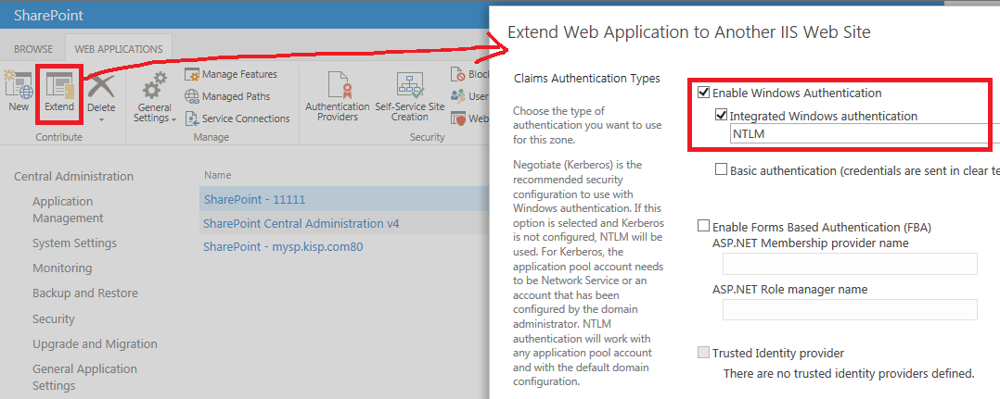 SharePoint
BROWSE
WEB APPLICATIONS
New
Extend
Delete
Contribute
General
Settings
Manage Features
Managed Paths
Service Connections
Manage
Authentication
Providers
Self-Service Site
Creation
Bloc
User
Web
Security
Central Administration
Application
Management
System Settings
Monitoring
Backup and Restore
Security
Upgrade and Migration
General Application
Settings
Name
SharePoint - 11111
SharePoint Central Administration v4
SharePoint - mysp.kisp.com80
Extend Web Application to Another IIS Web Site
Claims Authentication Types
Choose the type of
authentication you want to use
for this zone.
Negotiate (Kerberos) is the
recommended security
configuration to use with
Windows authentication. If this
option is selected and Kerberos
is not configured, NTLM will be
used. For Kerberos, the
application pool account needs
to be Network Service or an
account that has been
configured by the domain
administrator. NTLM
authentication will work with
any application pool account
and with the default domain
configuration.
Enable Windows Authentication
Integrated Windows authentication
NTLM
Basic authentication (credentials are sent in clear te
Enable Forms Based Authentication (FBA)
ASP.NET Membership provider name
ASP.NET Role manager name
Trusted Identity provider
There are no trusted identity providers defined.